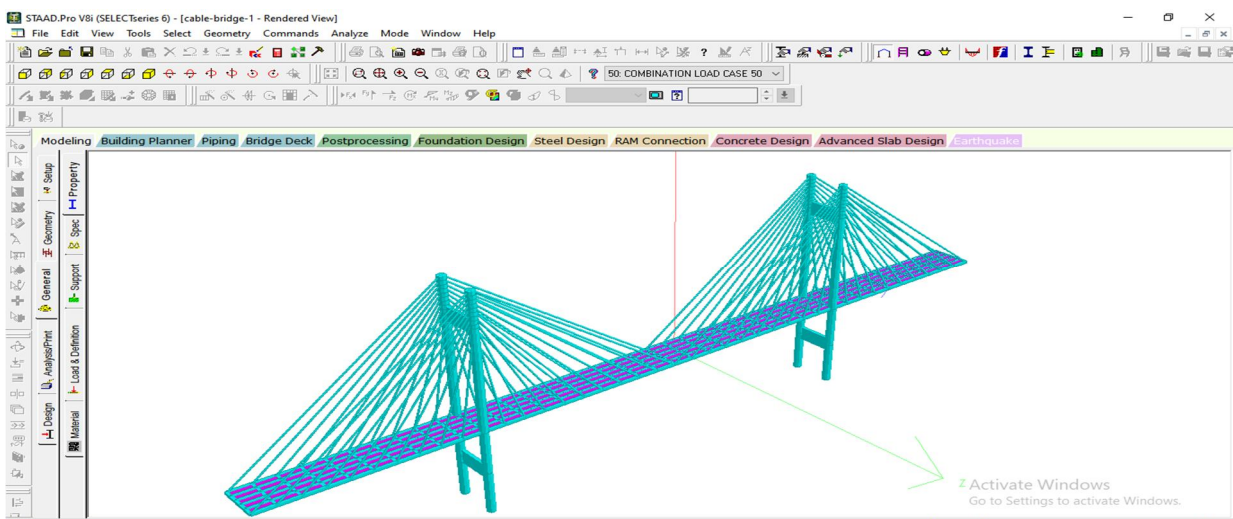 STAAD.Pro V8i (SELECTseries 6) - [cable-bridge-1 - Rendered View]
File Edit View Tools Select Geometry Commands Analyze Mode Window Help
50: COMBINATION LOAD CASE 50
Modeling Building Planner Piping Bridge Deck Postprocessing Foundation Design Steel Design RAM Connection Concrete Design Advanced Slab Design Earthquake
Setup
Geometry
General
Analysis/Print
Design
Property
Spec
Support
Load & Definition
Material
Z
Activate Windows
Go to Settings to activate Windows.